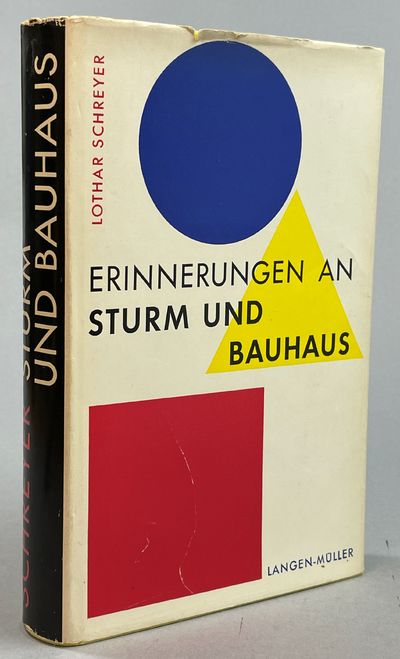 LOTHAR SCHREYER
ERINNERUNGEN AN
STURM UND
BAUHAUS
LANGEN-MÜLLER
SCHREYER STURM
UND BAUHAUS